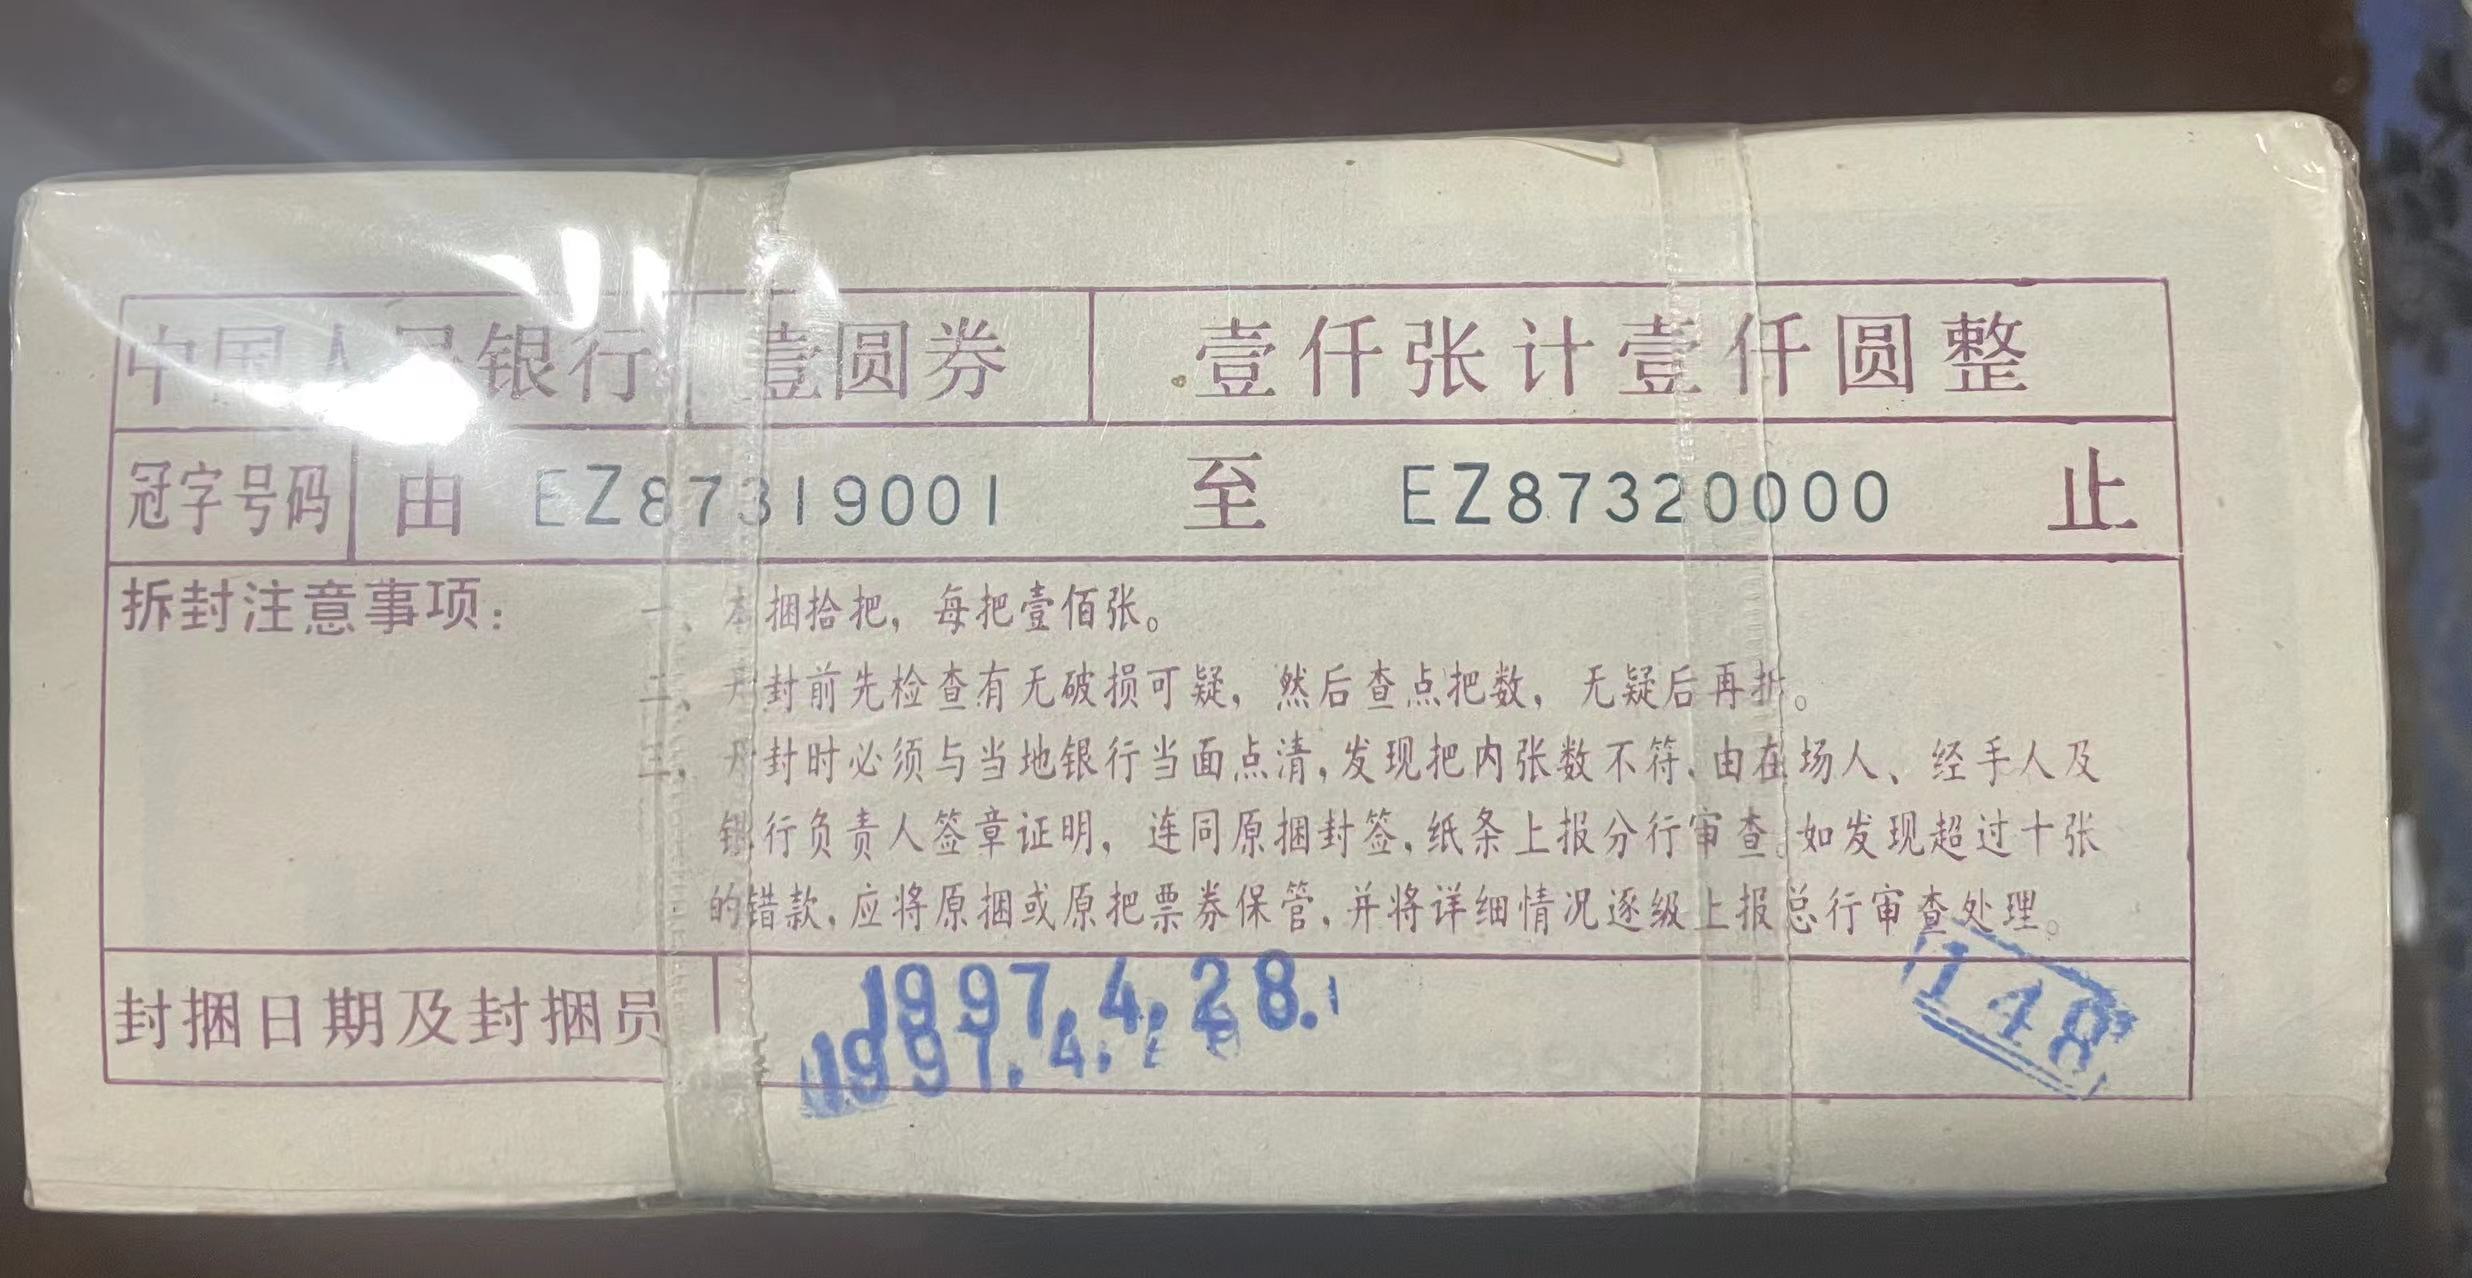 中国人民银行 壹圆券 壹仟张计壹仟圆整
冠字号码 由 EZ87319001 至 EZ87320000 止
拆封注意事项： 一、本捆拾把，每把壹佰张。
二、开封前先检查有无破损可疑，然后查点把数，无疑后再拆。
三、开封时必须与当地银行当面点清，发现把内张数不符，由在场人、经手人及
银行负责人签章证明，连同原捆封签，纸条上报分行审查。如发现超过十张
的错款，应将原捆或原把票券保管，并将详细情况逐级上报总行审查处理。
封捆日期及封捆员 1997.4.28.
1997.4.
148